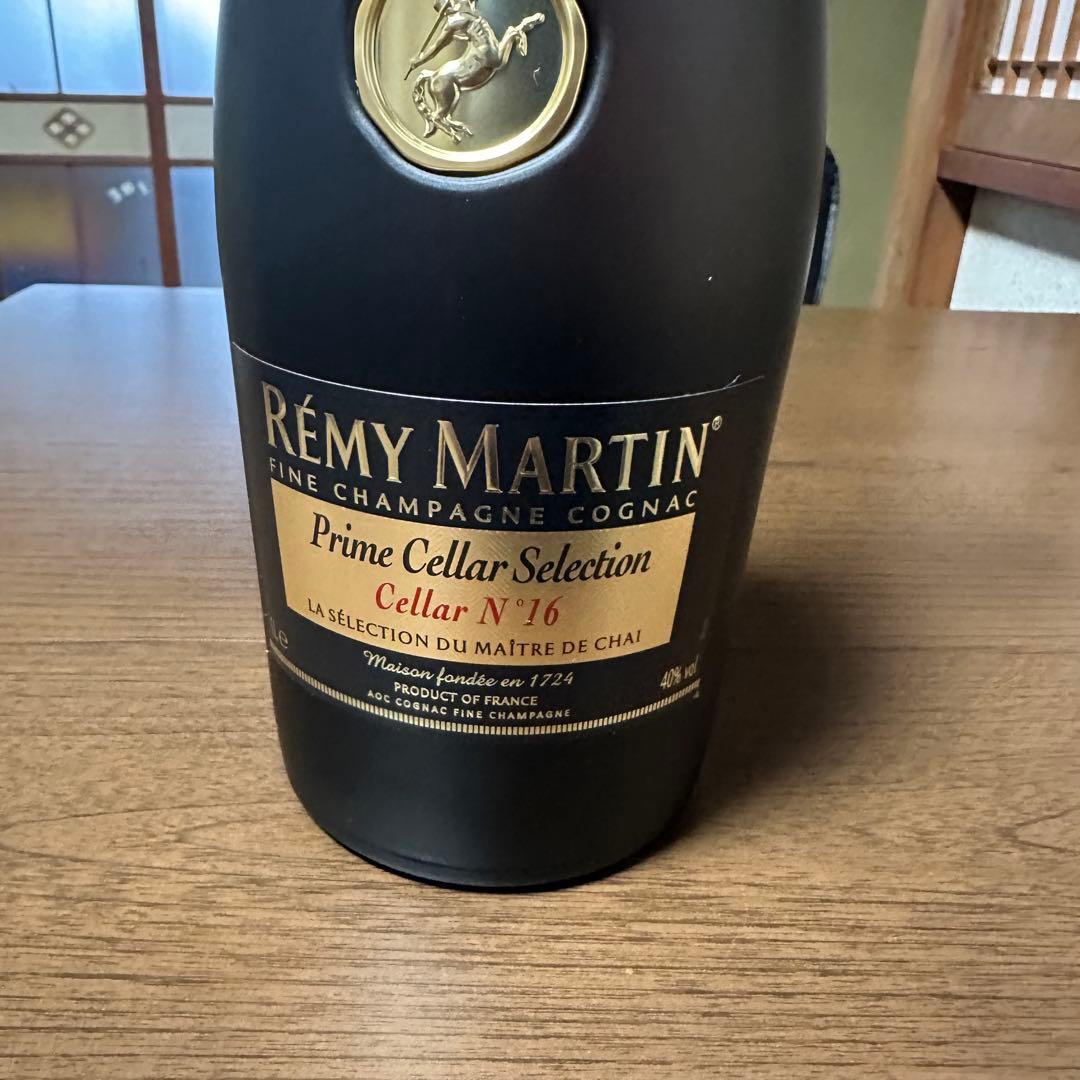 RÉMY MARTIN®
FINE CHAMPAGNE COGNAC
Prime Cellar Selection
Cellar N°16
LA SÉLECTION DU MAÎTRE DE CHAI
1L e
Maison fondée en 1724
40% vol
PRODUCT OF FRANCE
AOC COGNAC FINE CHAMPAGNE